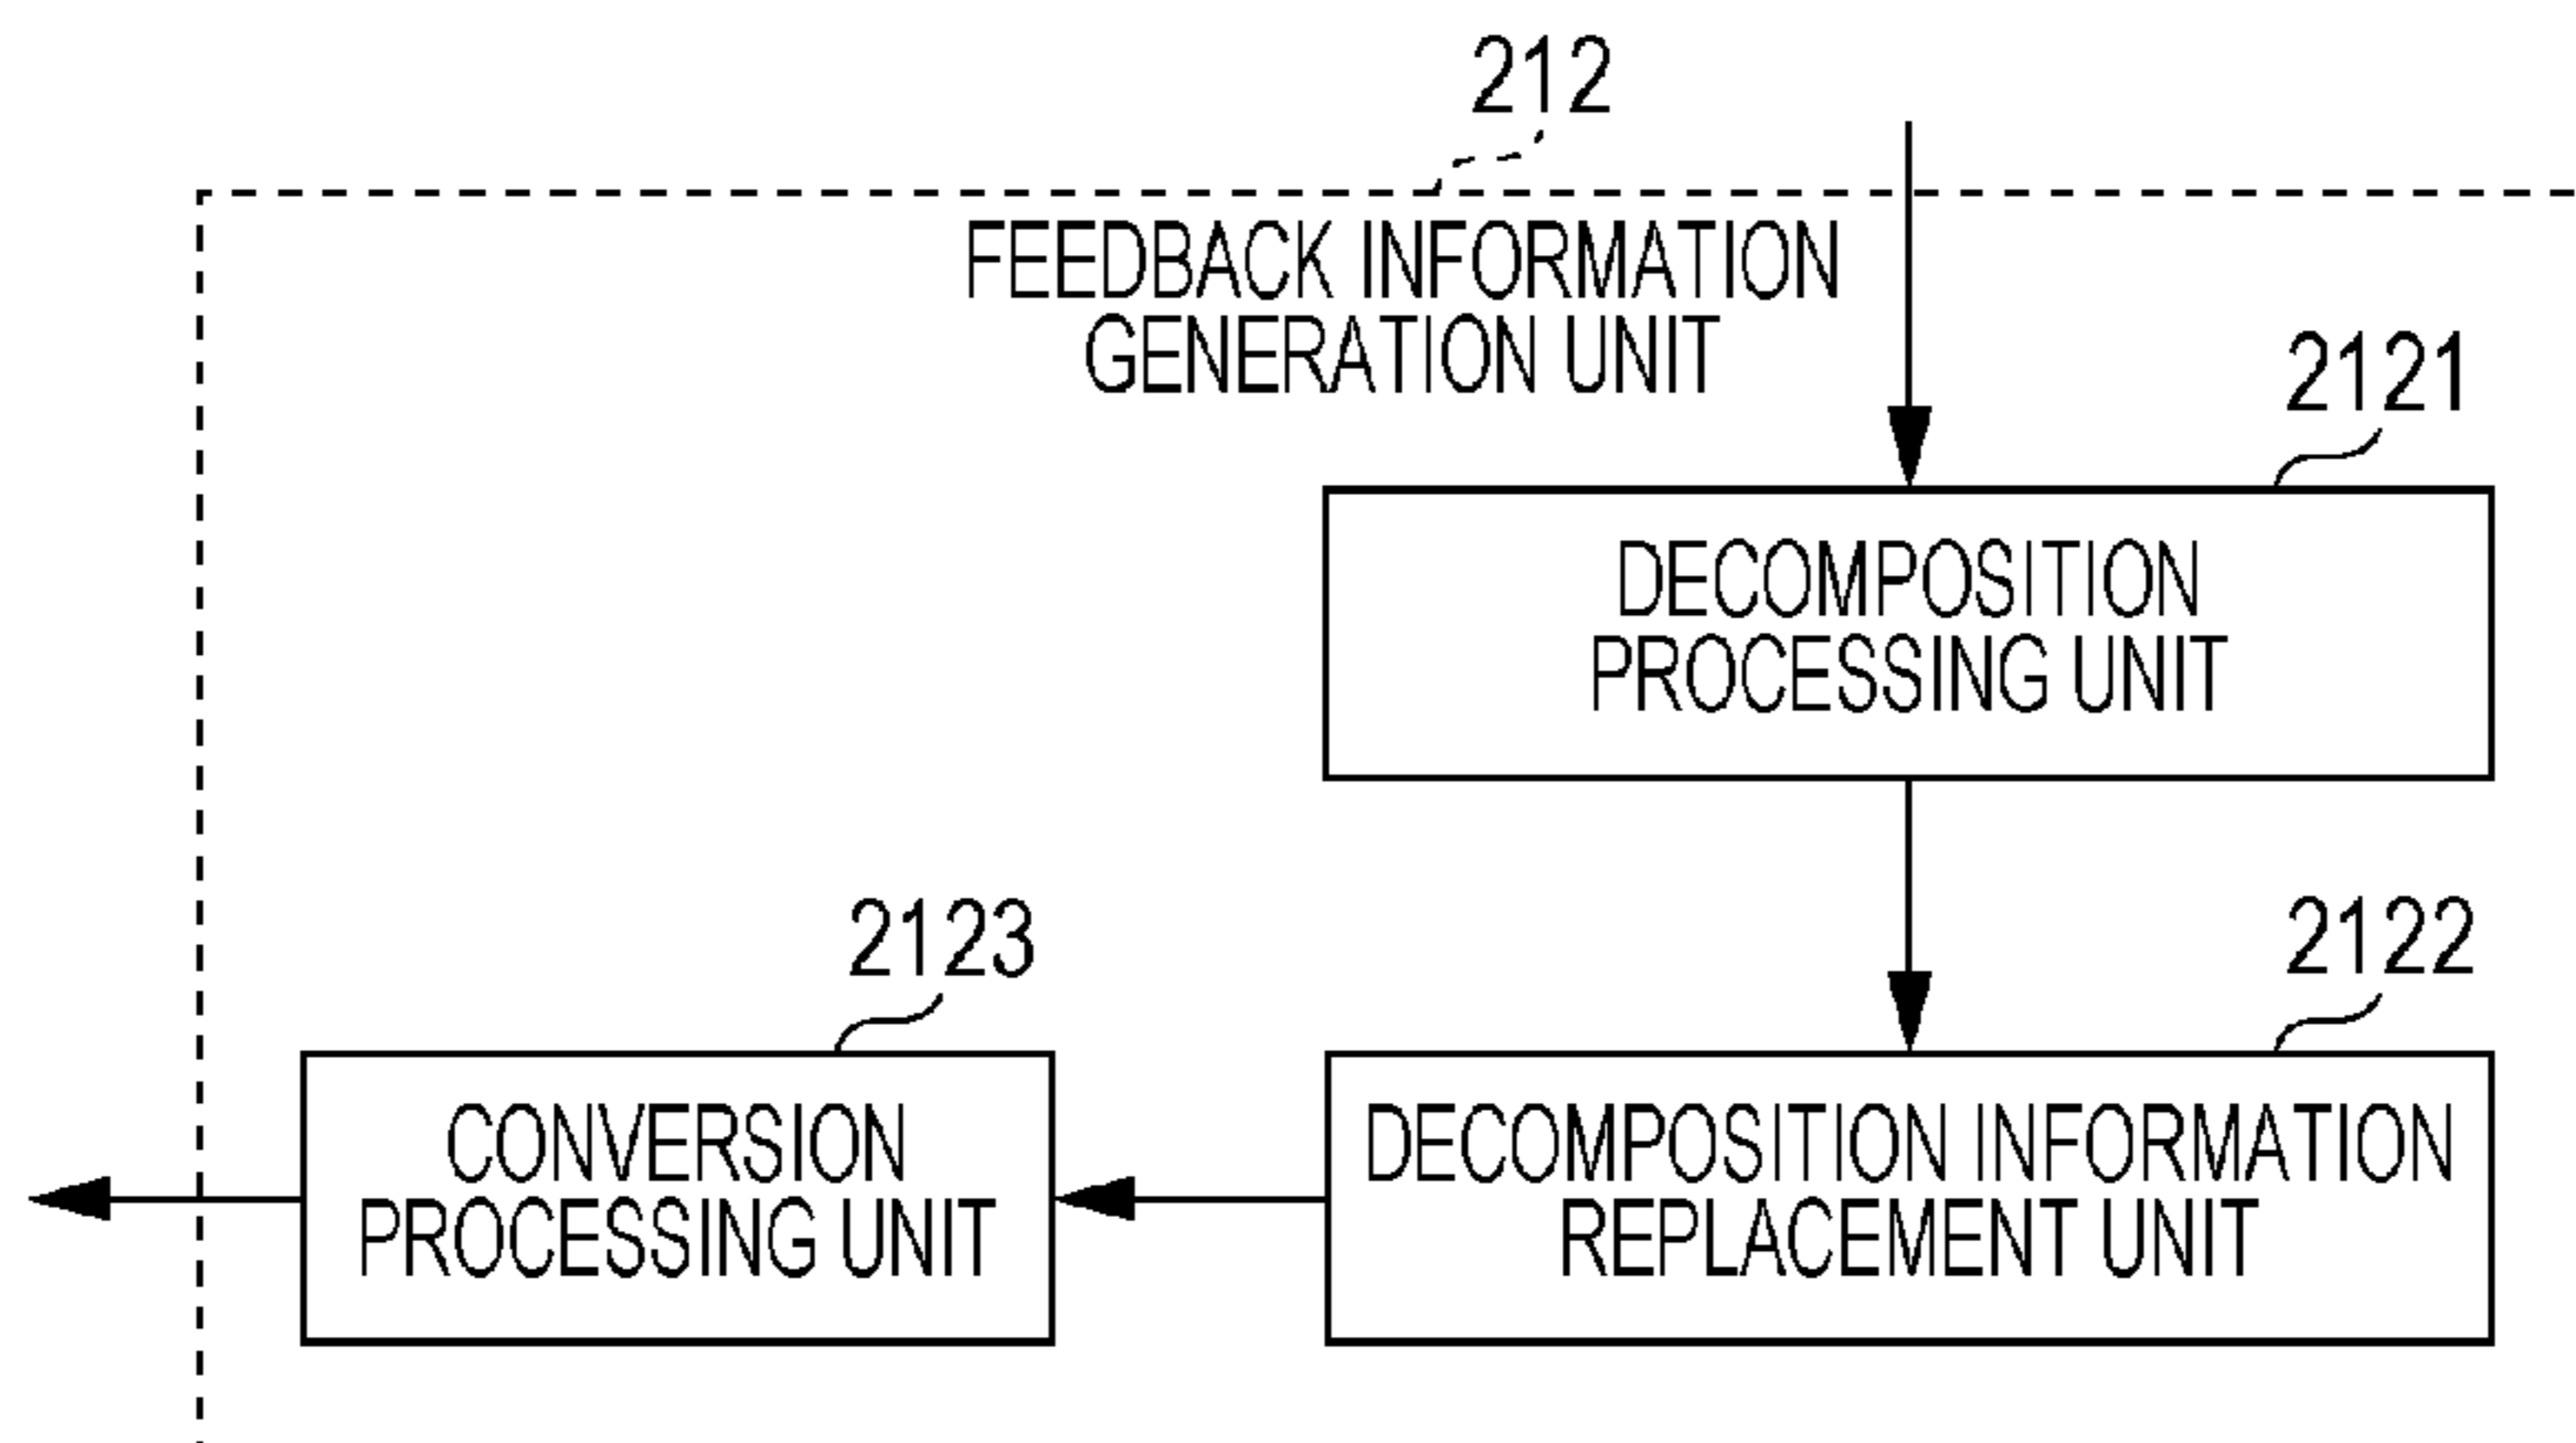 212
FEEDBACK INFORMATION
GENERATION UNIT
2121
DECOMPOSITION
PROCESSING UNIT
2123
CONVERSION
PROCESSING UNIT
2122
DECOMPOSITION INFORMATION
REPLACEMENT UNIT